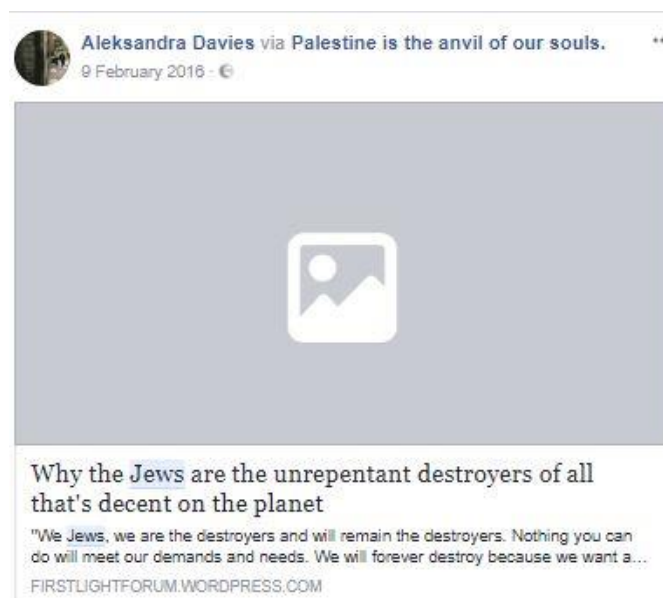 Aleksandra Davies via Palestine is the anvil of our souls.
9 February 2016 ·
Why the Jews are the unrepentant destroyers of all
that's decent on the planet
"We Jews, we are the destroyers and will remain the destroyers. Nothing you can
do will meet our demands and needs. We will forever destroy because we want a...
FIRSTLIGHTFORUM.WORDPRESS.COM